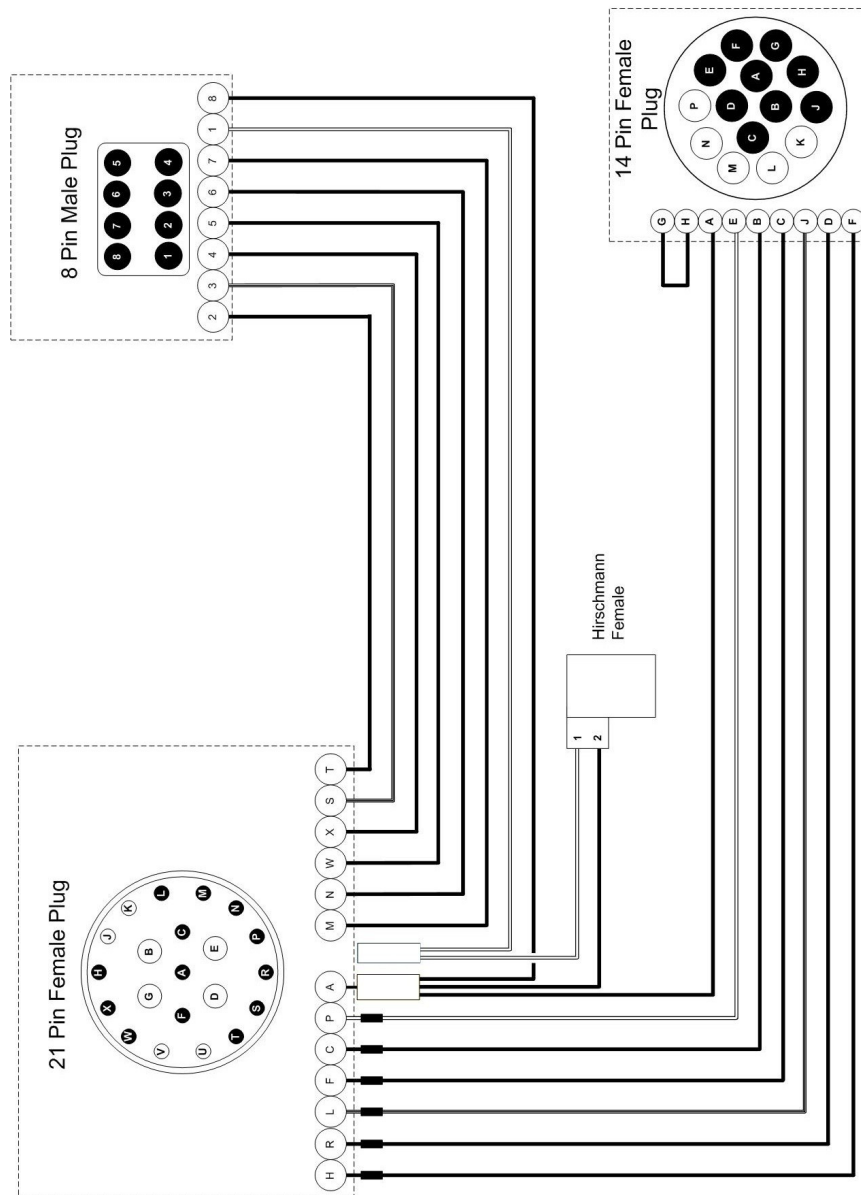 21 Pin Female Plug
H
X J
W K
G B
V L
F A C
U M
D E
T N
S P
R
H R L F C P A M N W X S T
8 Pin Male Plug
8 7 6 5
1 2 3 4
2 3 4 5 6 7 1 8
Hirschmann
Female
1
2
14 Pin Female
Plug
P
N E
M D F
C A
L B G
K H
J
G
H
A
E
B
C
J
D
F